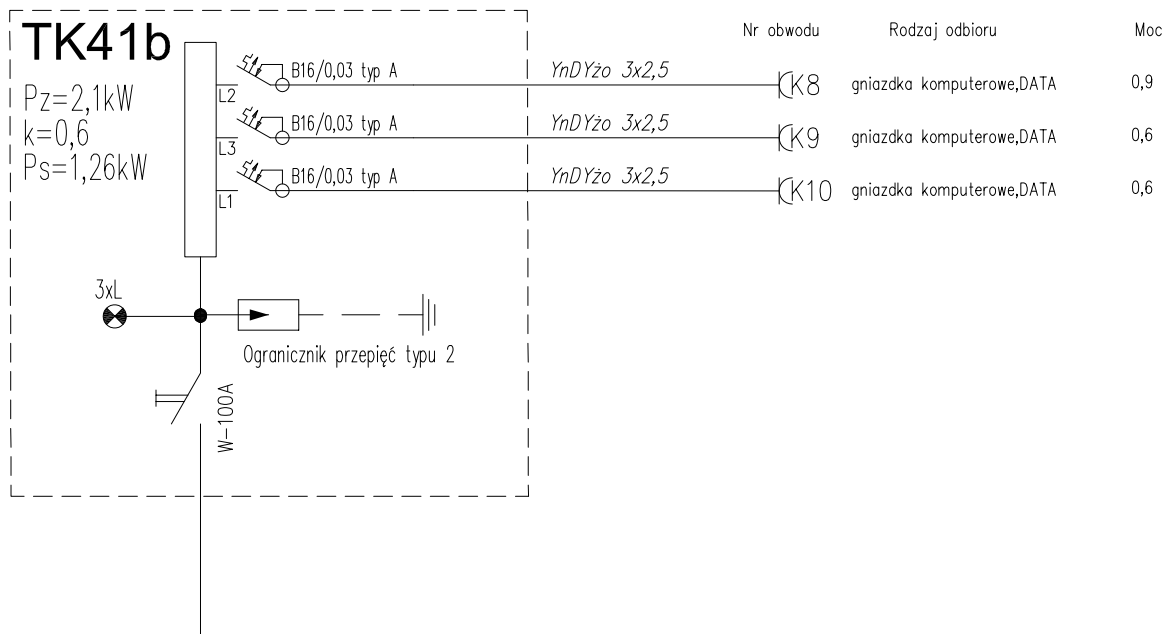 TK41b
Pz=2,1kW
k=0,6
Ps=1,26kW
Nr obwodu Rodzaj odbioru Moc
L2 B16/0,03 typ A YnDYżo 3x2,5 K8 gniazdka komputerowe,DATA 0,9
L3 B16/0,03 typ A YnDYżo 3x2,5 K9 gniazdka komputerowe,DATA 0,6
L1 B16/0,03 typ A YnDYżo 3x2,5 K10 gniazdka komputerowe,DATA 0,6
3xL
Ogranicznik przepięć typu 2
W-100A